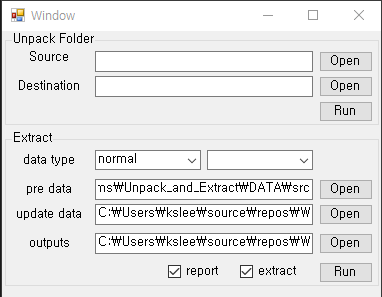 Window
Unpack Folder
Source Open
Destination Open
Run
Extract
data type normal
pre data ms₩Unpack_and_Extract₩DATA₩src Open
update data C:₩Users₩kslee₩source₩repos₩W Open
outputs C:₩Users₩kslee₩source₩repos₩W Open
report extract Run